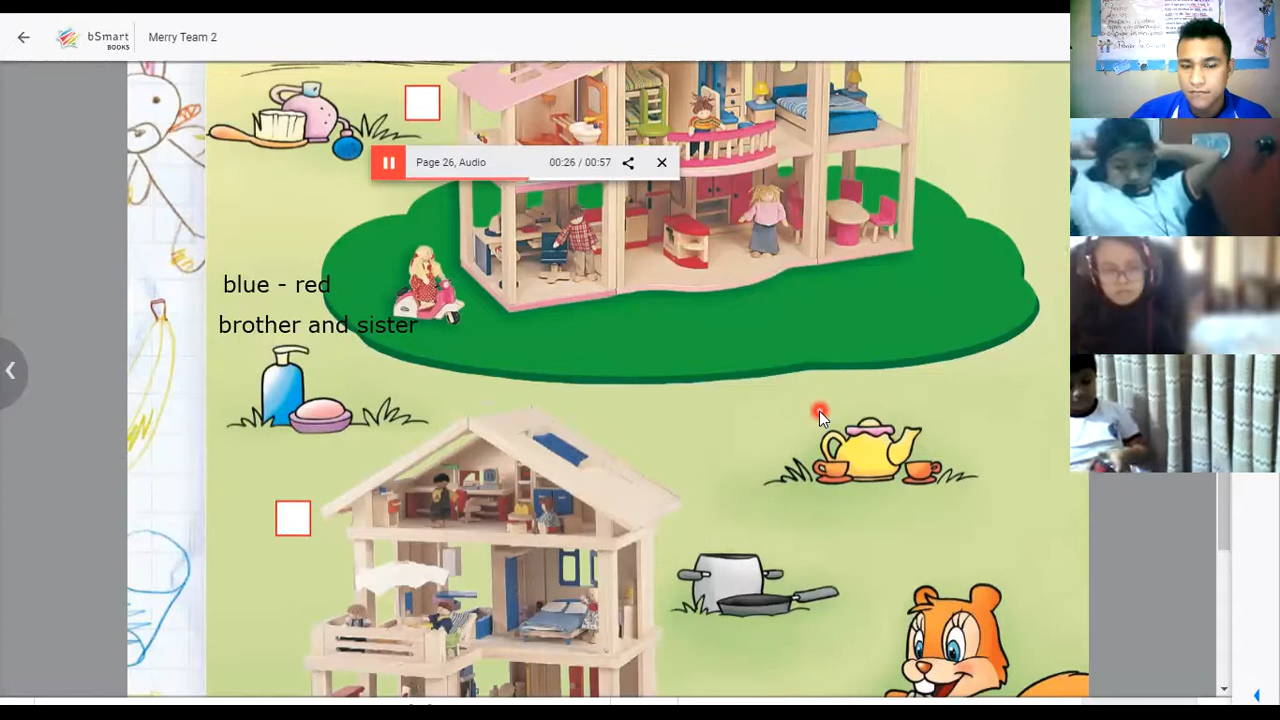 bSmart
BOOKS
Merry Team 2
Page 26, Audio 00:26 / 00:57
blue - red
brother and sister